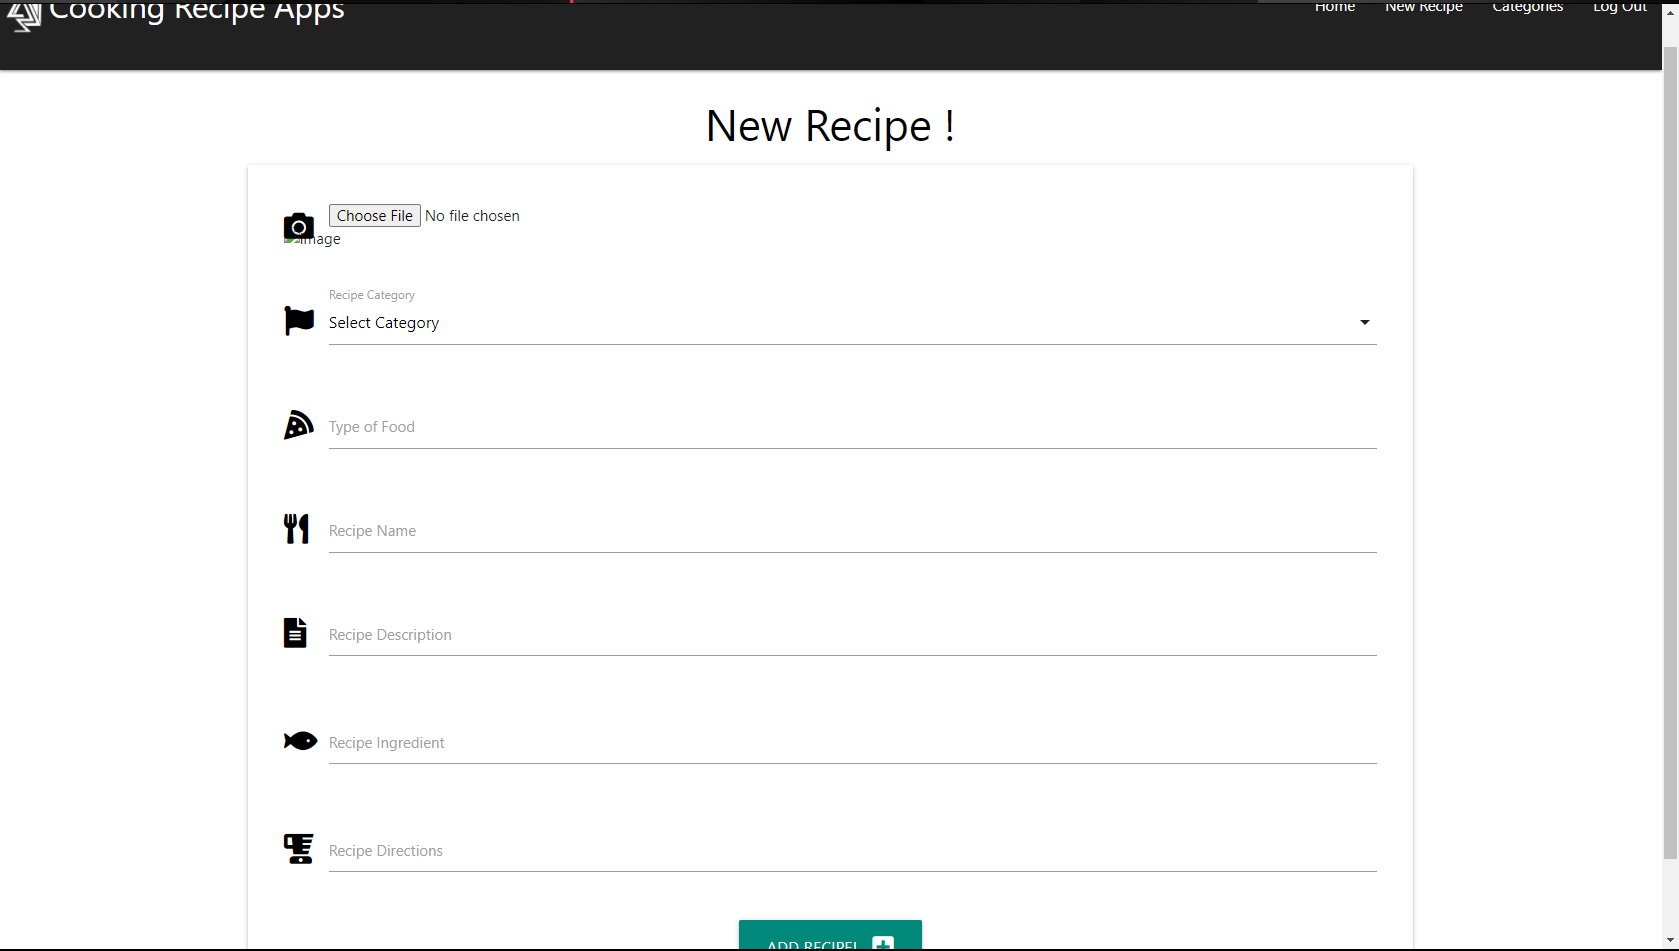 Cooking Recipe Apps
Home New Recipe Categories Log Out
New Recipe !
Choose File No file chosen
image
Recipe Category
Select Category
Type of Food
Recipe Name
Recipe Description
Recipe Ingredient
Recipe Directions
ADD RECIPE!